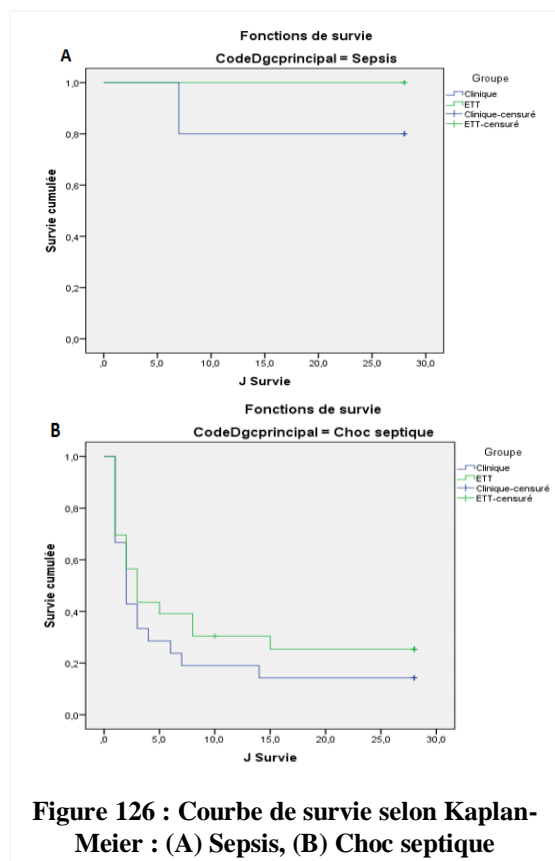 Fonctions de survie
A
CodeDgcprincipal = Sepsis
Groupe
Clinique
ETT
Clinique-censuré
ETT-censuré
Survie cumulée
1,0
0,8
0,6
0,4
0,2
0,0
,0 5,0 10,0 15,0 20,0 25,0 30,0
J Survie
Fonctions de survie
B
CodeDgcprincipal = Choc septique
Groupe
Clinique
ETT
Clinique-censuré
ETT-censuré
Survie cumulée
1,0
0,8
0,6
0,4
0,2
0,0
,0 5,0 10,0 15,0 20,0 25,0 30,0
J Survie
Figure 126 : Courbe de survie selon Kaplan-
Meier : (A) Sepsis, (B) Choc septique